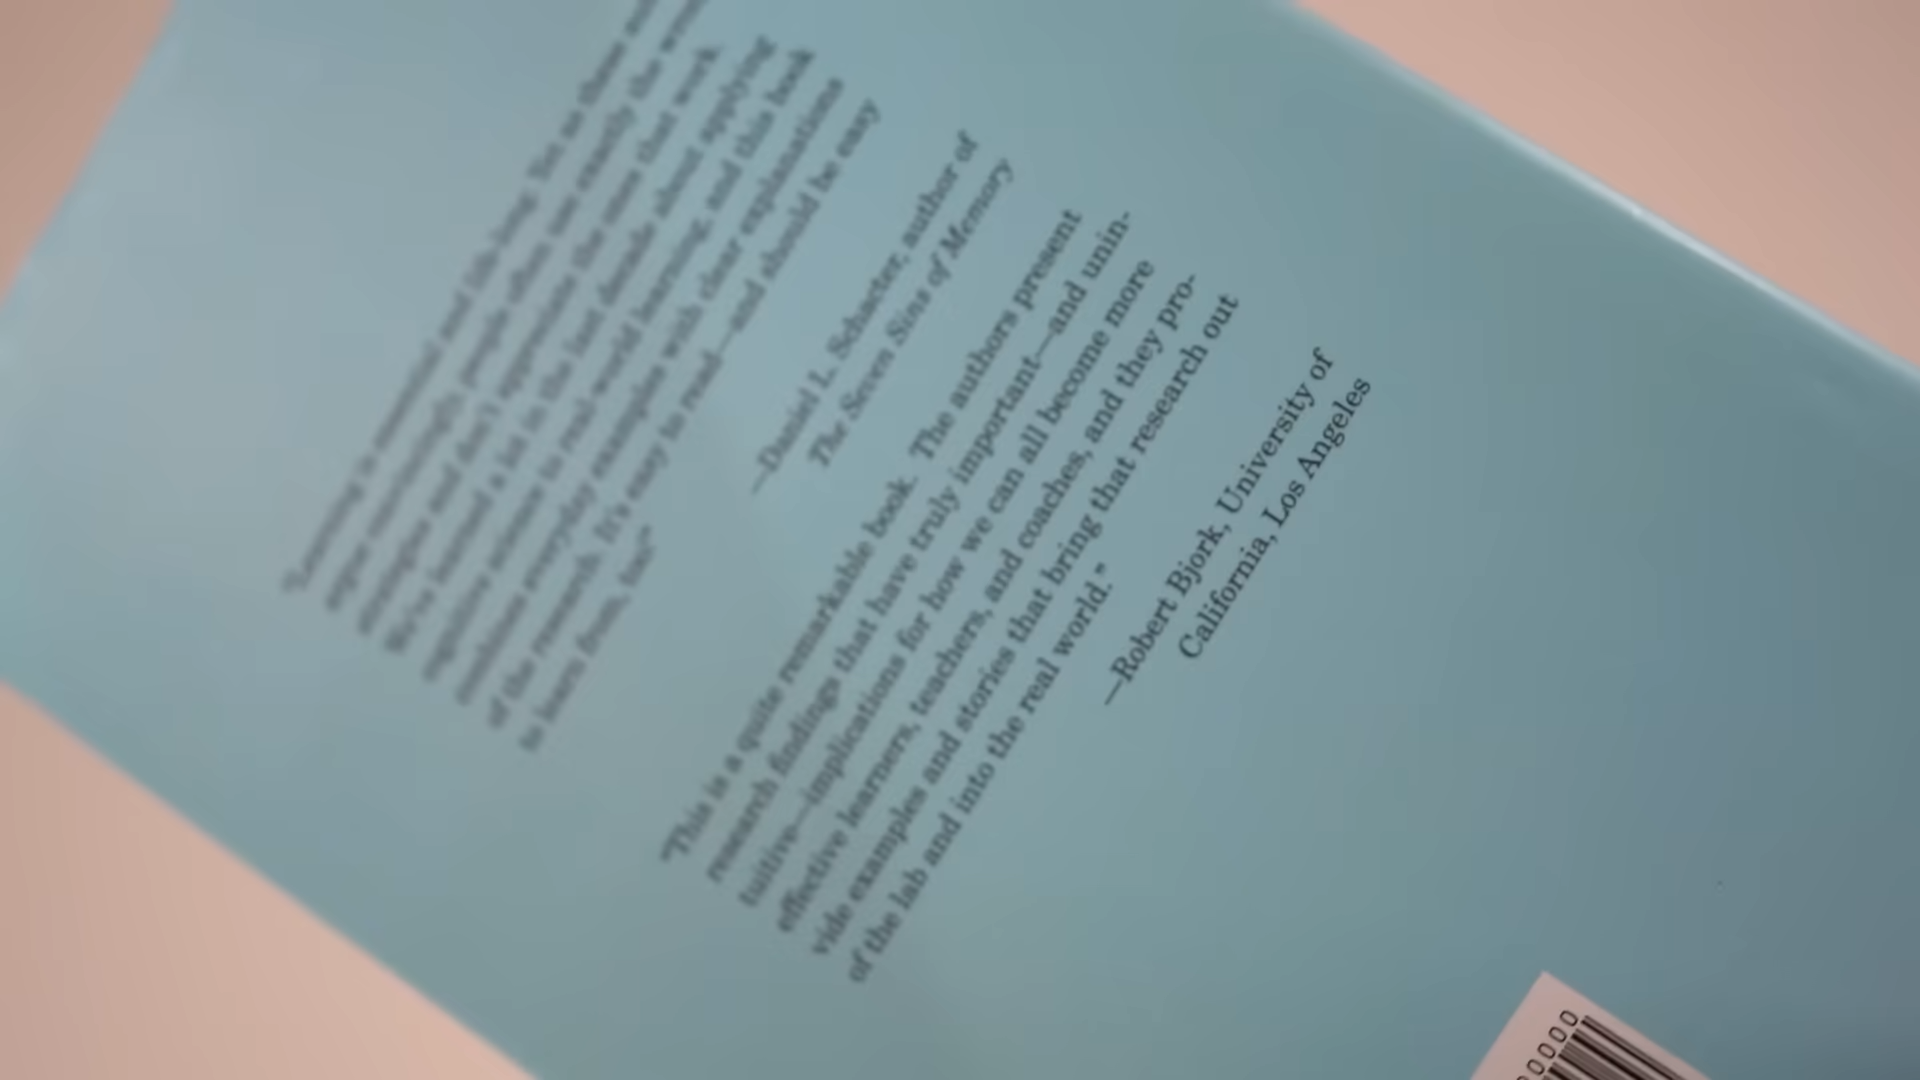 "Learning is essential and life-long. Yet as these
argue convincingly, people often use exactly the wrong
strategies and don't appreciate the ones that work.
We've learned a lot in the last decade about applying
cognitive science to real-world learning, and this book
combines everyday examples with clear explanations
of the research. It's easy to read—and should be easy
to learn from, too!"
—Daniel L. Schacter, author of
The Seven Sins of Memory
"This is a quite remarkable book. The authors present
research findings that have truly important—and unin-
tuitive—implications for how we can all become more
effective learners, teachers, and coaches, and they pro-
vide examples and stories that bring that research out
of the lab and into the real world."
—Robert Bjork, University of
California, Los Angeles
0000